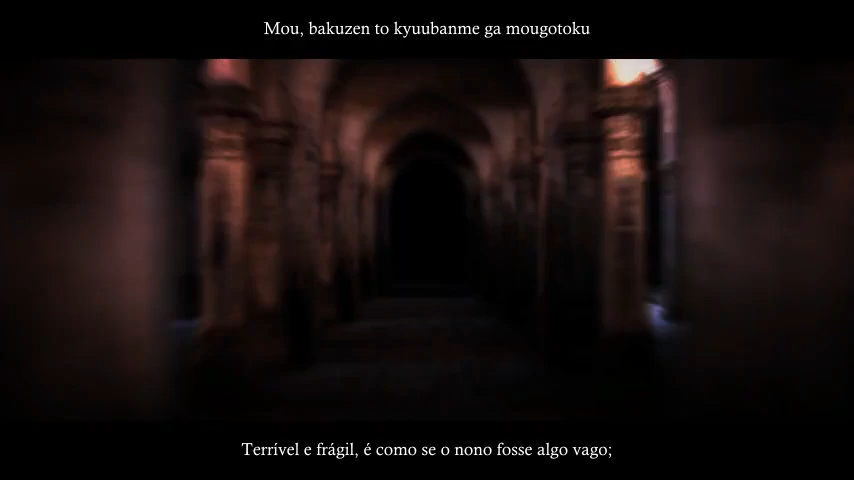 Mou, bakuzen to kyuubanme ga mougotoku
Terrível e frágil, é como se o nono fosse algo vago;